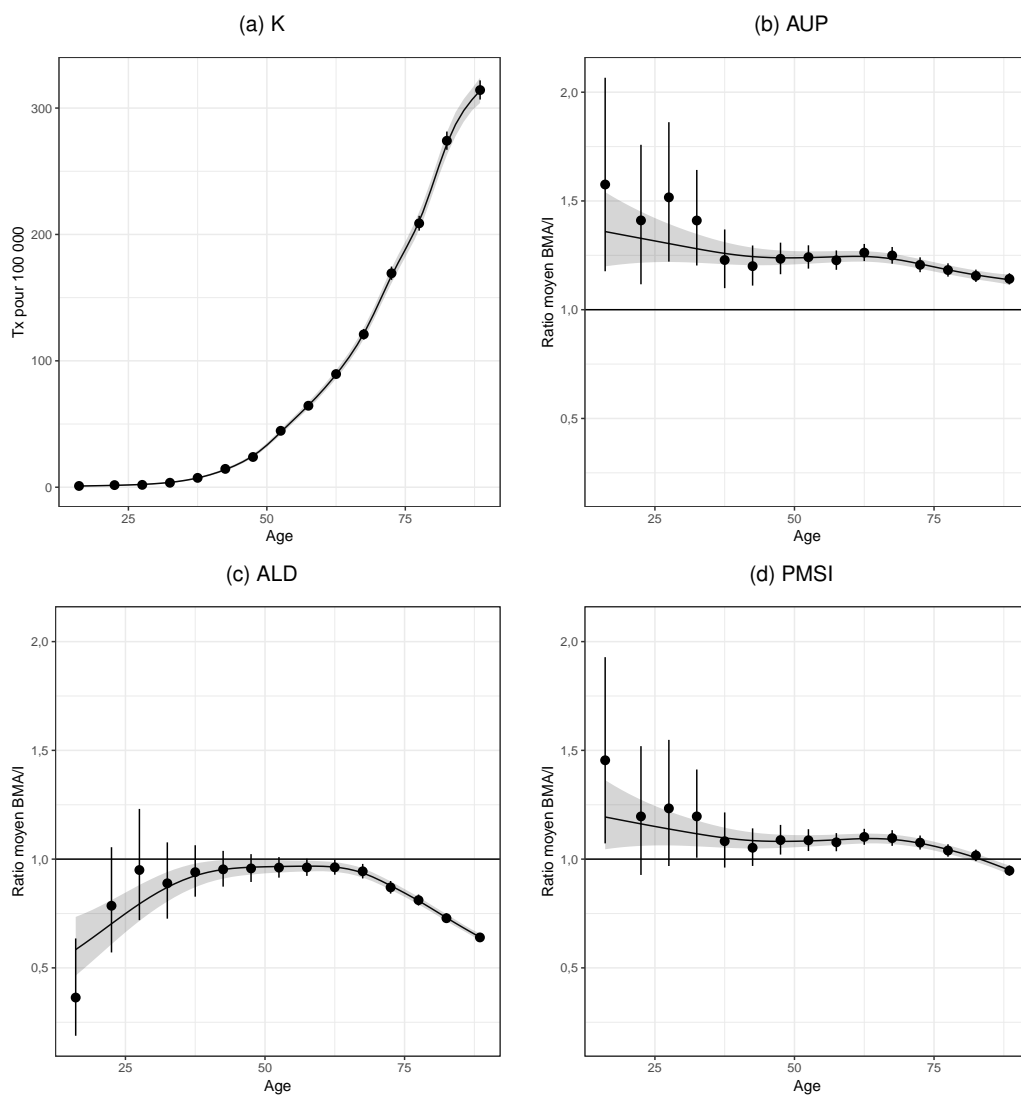 (a) K
Tx pour 100 000
300
200
100
0
25 50 75
Age
(b) AUP
Ratio moyen BMA/I
2,0
1,5
1,0
0,5
25 50 75
Age
(c) ALD
Ratio moyen BMA/I
2,0
1,5
1,0
0,5
25 50 75
Age
(d) PMSI
Ratio moyen BMA/I
2,0
1,5
1,0
0,5
25 50 75
Age